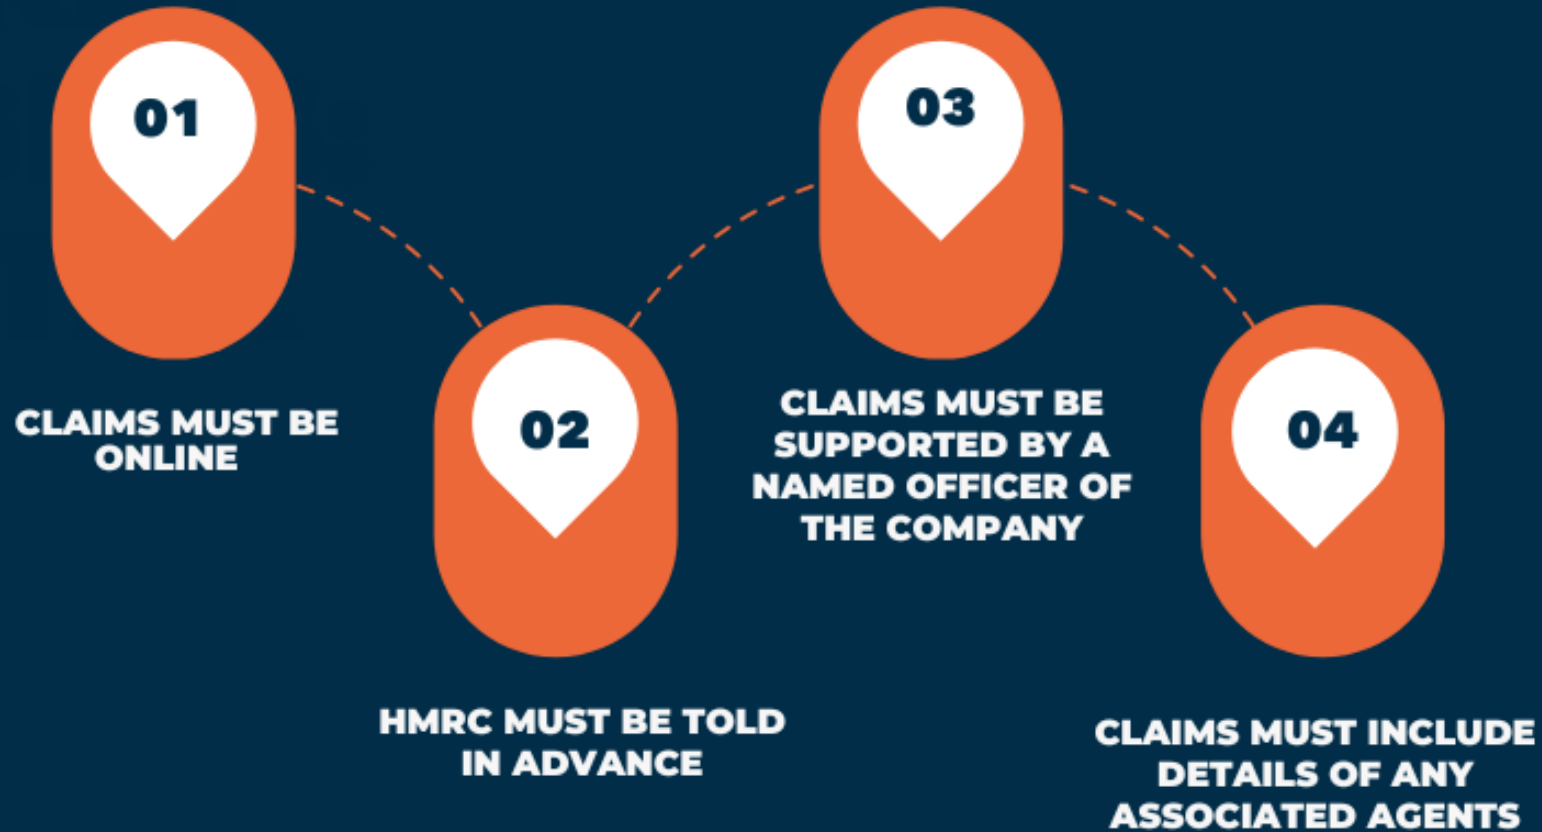 01
CLAIMS MUST BE
ONLINE
02
HMRC MUST BE TOLD
IN ADVANCE
03
CLAIMS MUST BE
SUPPORTED BY A
NAMED OFFICER OF
THE COMPANY
04
CLAIMS MUST INCLUDE
DETAILS OF ANY
ASSOCIATED AGENTS